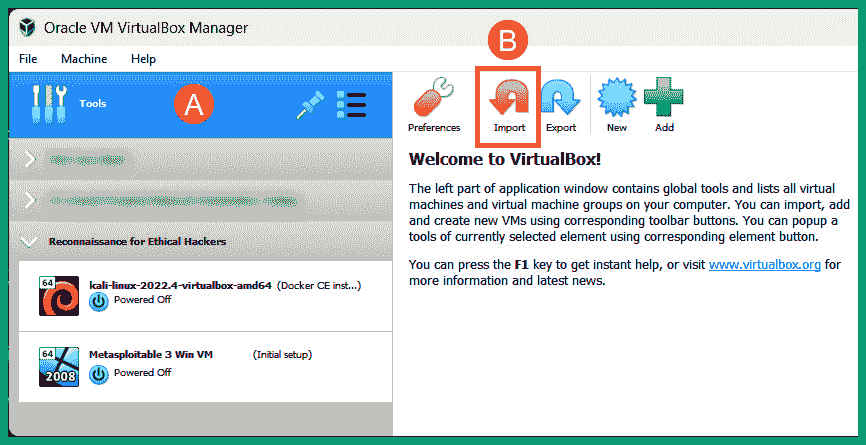 Oracle VM VirtualBox Manager
B
File Machine Help
Tools
A
Preferences Import Export New Add
Welcome to VirtualBox!
The left part of application window contains global tools and lists all virtual
machines and virtual machine groups on your computer. You can import, add
and create new VMs using corresponding toolbar buttons. You can popup a
tools of currently selected element using corresponding element button.
You can press the F1 key to get instant help, or visit www.virtualbox.org for
more information and latest news.
Reconnaissance for Ethical Hackers
64
kali-linux-2022.4-virtualbox-amd64 (Docker CE inst...)
Powered Off
64
2008
Metasploitable 3 Win VM (Initial setup)
Powered Off